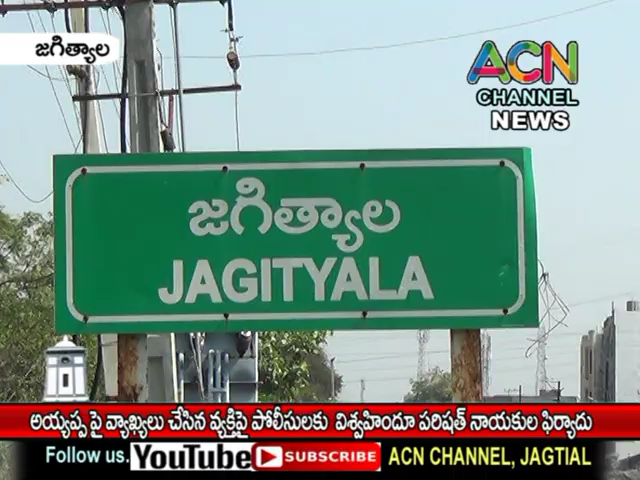 జగిత్యాల
ACN
CHANNEL
NEWS
జగిత్యాల
JAGITYALA
అయ్యప్ప పై వ్యాఖ్యలు చేసిన వ్యక్తిపై పోలీసులకు విశ్వహిందూ పరిషత్ నాయకుల ఫిర్యాదు
Follow us. YouTube SUBSCRIBE ACN CHANNEL, JAGTIAL